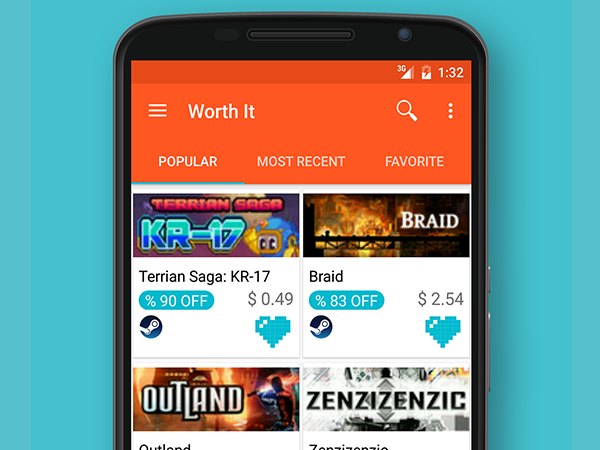 3G 1:32
Worth It
POPULAR MOST RECENT FAVORITE
TERRIAN SAGA
KR-17
BRAID
Terrian Saga: KR-17
Braid
% 90 OFF $ 0.49
% 83 OFF $ 2.54
OUTLAND
ZENZIZENZIC
Outland
Zenzizenzic